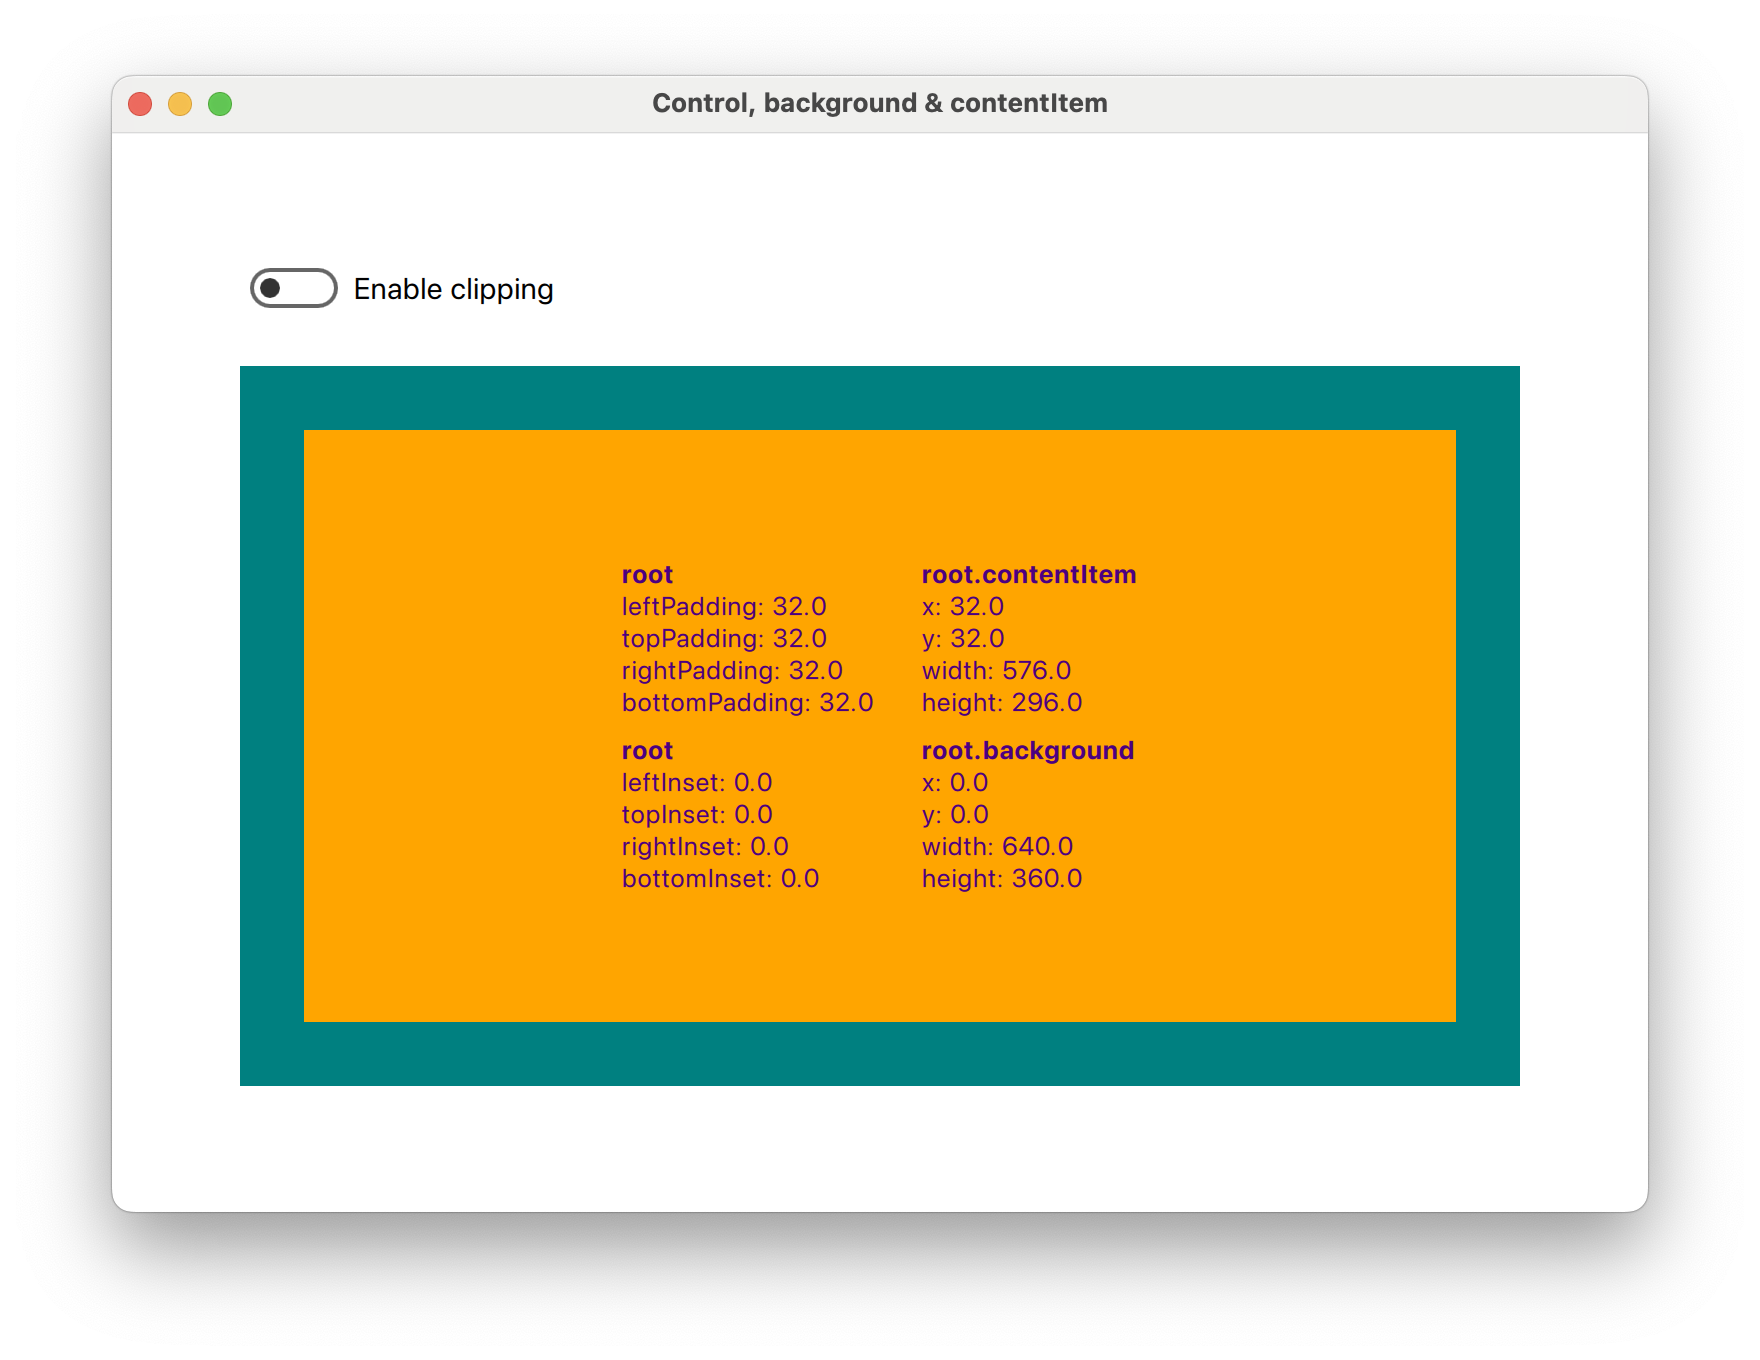 Control, background & contentItem
Enable clipping
root
leftPadding: 32.0
topPadding: 32.0
rightPadding: 32.0
bottomPadding: 32.0
root.contentItem
x: 32.0
y: 32.0
width: 576.0
height: 296.0
root
leftInset: 0.0
topInset: 0.0
rightInset: 0.0
bottomInset: 0.0
root.background
x: 0.0
y: 0.0
width: 640.0
height: 360.0